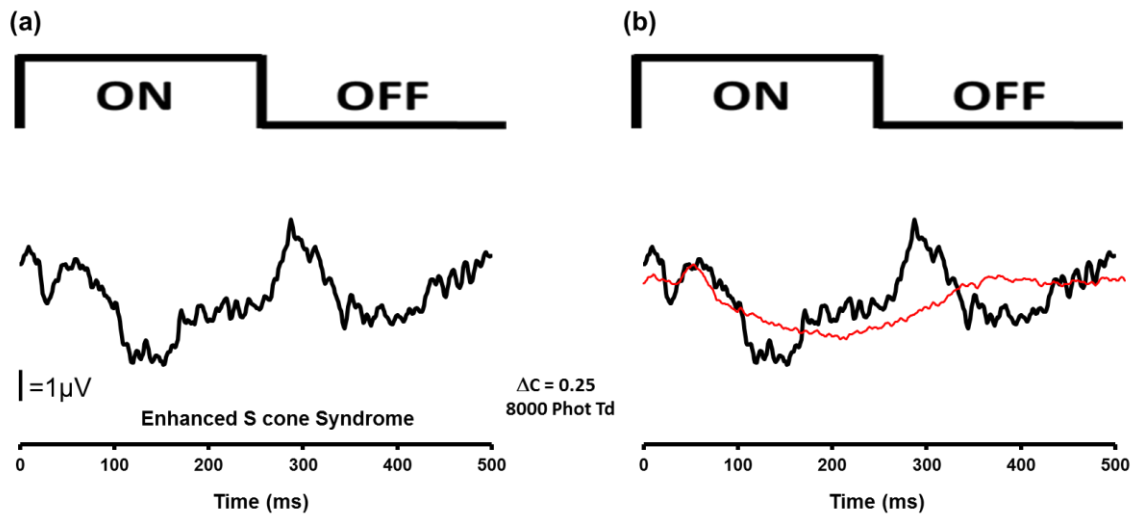 (a)
(b)
ON OFF
ON OFF
=1µV
ΔC = 0.25
8000 Phot Td
Enhanced S cone Syndrome
0 100 200 300 400 500
0 100 200 300 400 500
Time (ms)
Time (ms)